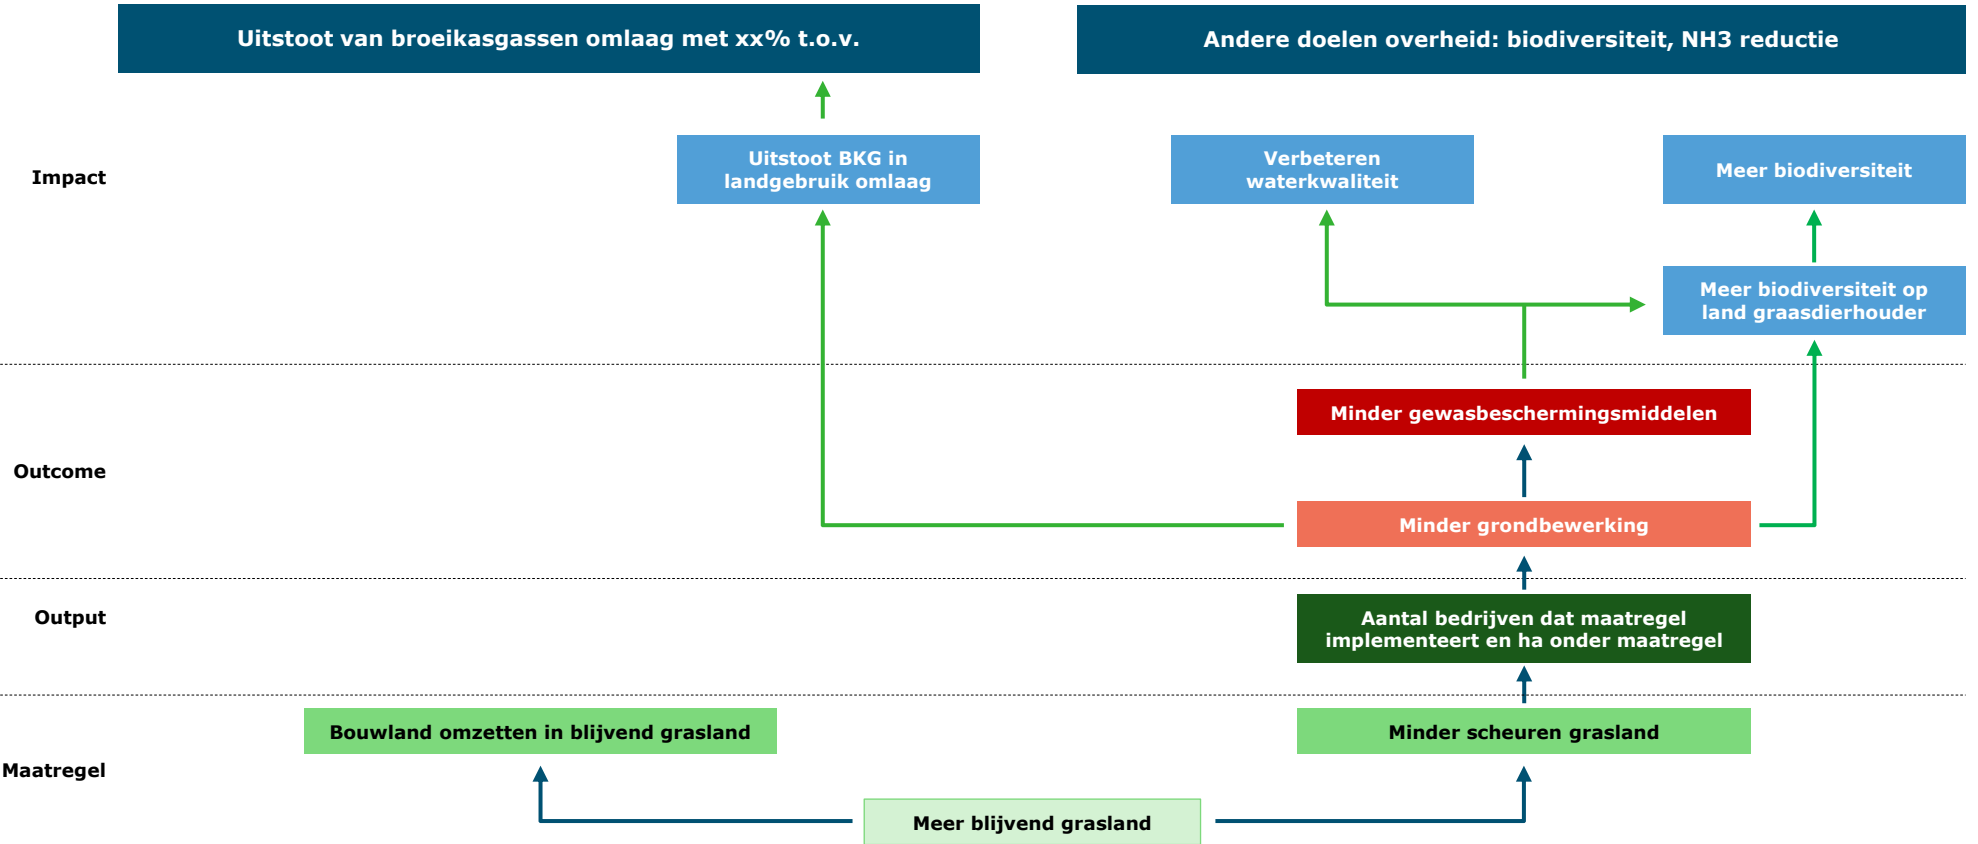 Uitstoot van broeikasgassen omlaag met xx% t.o.v.
Andere doelen overheid: biodiversiteit, NH3 reductie
Impact
Uitstoot BKG in
landgebruik omlaag
Verbeteren
waterkwaliteit
Meer biodiversiteit
Meer biodiversiteit op
land graasdierhouder
Outcome
Minder gewasbeschermingsmiddelen
Minder grondbewerking
Output
Aantal bedrijven dat maatregel
implementeert en ha onder maatregel
Maatregel
Bouwland omzetten in blijvend grasland
Minder scheuren grasland
Meer blijvend grasland